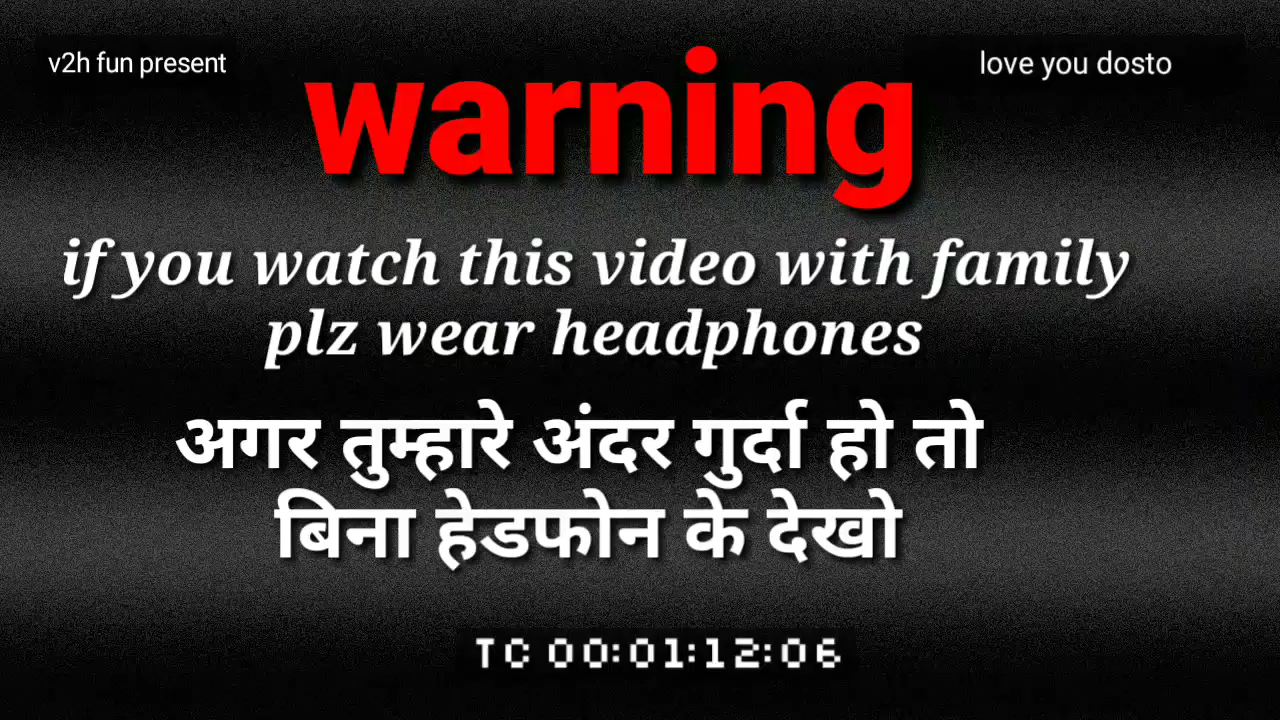 v2h fun present
love you dosto
warning
if you watch this video with family
plz wear headphones
अगर तुम्हारे अंदर गुर्दा हो तो
बिना हेडफोन के देखो
TC 00:01:12:06